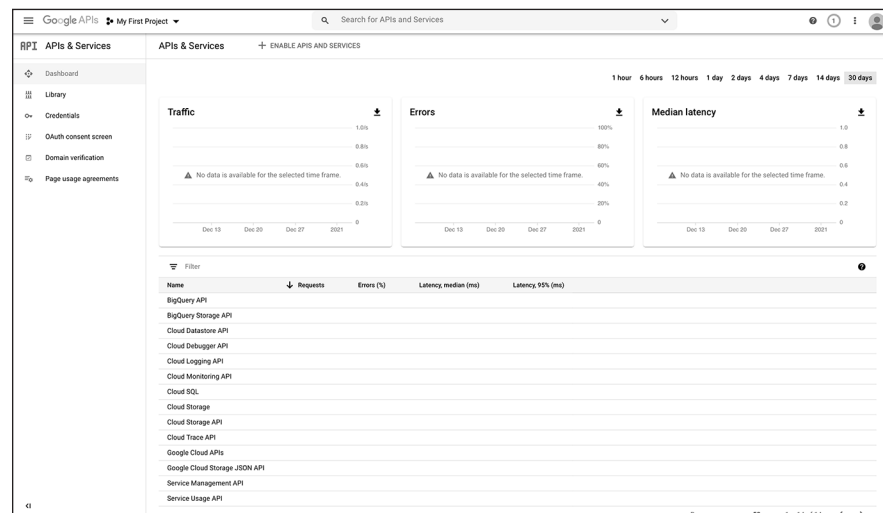 Google APIs My First Project Search for APIs and Services 1
API APIs & Services
APIs & Services + ENABLE APIS AND SERVICES
Dashboard
Library
Credentials
OAuth consent screen
Domain verification
Page usage agreements
1 hour 6 hours 12 hours 1 day 2 days 4 days 7 days 14 days 30 days
Traffic
1.0/s
0.8/s
0.6/s
No data is available for the selected time frame.
0.4/s
0.2/s
0
Dec 13 Dec 20 Dec 27 2021
Errors
100%
80%
60%
No data is available for the selected time frame.
40%
20%
0
Dec 13 Dec 20 Dec 27 2021
Median latency
1.0
0.8
0.6
No data is available for the selected time frame.
0.4
0.2
0
Dec 13 Dec 20 Dec 27 2021
Filter
Name Requests Errors (%) Latency, median (ms) Latency, 95% (ms)
BigQuery API
BigQuery Storage API
Cloud Datastore API
Cloud Debugger API
Cloud Logging API
Cloud Monitoring API
Cloud SQL
Cloud Storage
Cloud Storage API
Cloud Trace API
Google Cloud APIs
Google Cloud Storage JSON API
Service Management API
Service Usage API